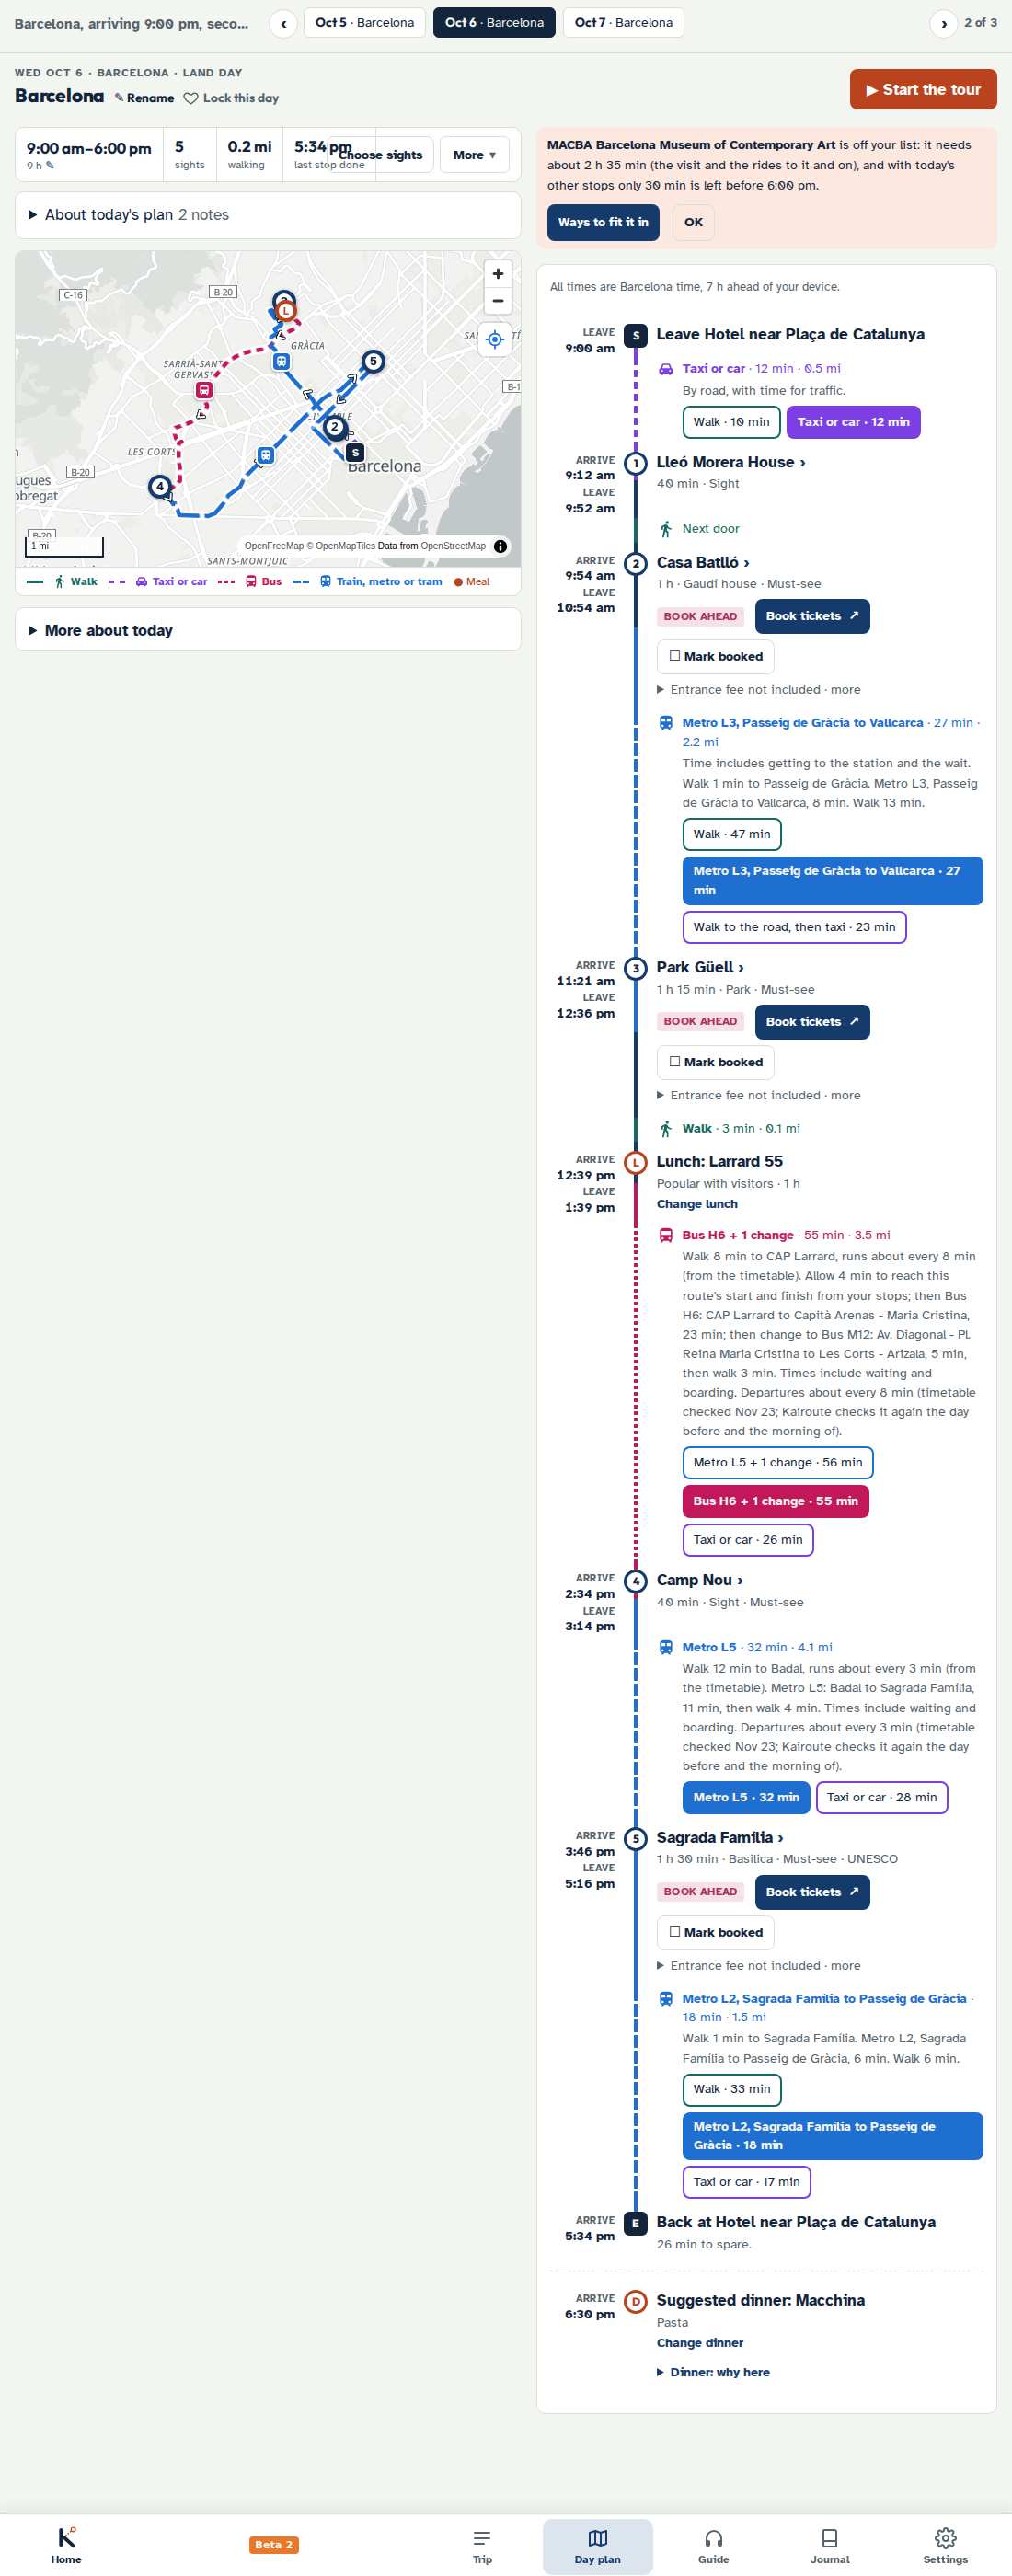 Barcelona, arriving 9:00 pm, seco...
‹
Oct 5 · Barcelona
Oct 6 · Barcelona
Oct 7 · Barcelona
›
2 of 3
WED OCT 6 · BARCELONA · LAND DAY
Barcelona
✎ Rename
Lock this day
▶ Start the tour
9:00 am–6:00 pm
9 h ✎
5
sights
0.2 mi
walking
5:34 pm
last stop done
Choose sights
More ▾
▶ About today's plan 2 notes
C-16
B-20
GRÀCIA
SARRIÀ-SANT
GERVAS
LES CORTS
B-20
Barcelona
B-20
SANTS-MONTJUÏC
B-1
L
5
2
S
4
+
−
1 mi
OpenFreeMap © OpenMapTiles Data from OpenStreetMap
Walk
Taxi or car
Bus
Train, metro or tram
Meal
▶ More about today
MACBA Barcelona Museum of Contemporary Art is off your list: it needs
about 2 h 35 min (the visit and the rides to it and on), and with today's
other stops only 30 min is left before 6:00 pm.
Ways to fit it in
OK
All times are Barcelona time, 7 h ahead of your device.
LEAVE
9:00 am
S
Leave Hotel near Plaça de Catalunya
Taxi or car · 12 min · 0.5 mi
By road, with time for traffic.
Walk · 10 min
Taxi or car · 12 min
ARRIVE
9:12 am
LEAVE
9:52 am
1
Lleó Morera House ›
40 min · Sight
Next door
ARRIVE
9:54 am
LEAVE
10:54 am
2
Casa Batlló ›
1 h · Gaudí house · Must-see
BOOK AHEAD
Book tickets ↗
☐ Mark booked
▶ Entrance fee not included · more
Metro L3, Passeig de Gràcia to Vallcarca · 27 min ·
2.2 mi
Time includes getting to the station and the wait.
Walk 1 min to Passeig de Gràcia. Metro L3, Passeig
de Gràcia to Vallcarca, 8 min. Walk 13 min.
Walk · 47 min
Metro L3, Passeig de Gràcia to Vallcarca · 27
min
Walk to the road, then taxi · 23 min
ARRIVE
11:21 am
LEAVE
12:36 pm
3
Park Güell ›
1 h 15 min · Park · Must-see
BOOK AHEAD
Book tickets ↗
☐ Mark booked
▶ Entrance fee not included · more
Walk · 3 min · 0.1 mi
ARRIVE
12:39 pm
LEAVE
1:39 pm
L
Lunch: Larrard 55
Popular with visitors · 1 h
Change lunch
Bus H6 + 1 change · 55 min · 3.5 mi
Walk 8 min to CAP Larrard, runs about every 8 min
(from the timetable). Allow 4 min to reach this
route's start and finish from your stops; then Bus
H6: CAP Larrard to Capità Arenas - Maria Cristina,
23 min; then change to Bus M12: Av. Diagonal - Pl.
Reina Maria Cristina to Les Corts - Arizala, 5 min,
then walk 3 min. Times include waiting and
boarding. Departures about every 8 min (timetable
checked Nov 23; Kairoute checks it again the day
before and the morning of).
Metro L5 + 1 change · 56 min
Bus H6 + 1 change · 55 min
Taxi or car · 26 min
ARRIVE
2:34 pm
LEAVE
3:14 pm
4
Camp Nou ›
40 min · Sight · Must-see
Metro L5 · 32 min · 4.1 mi
Walk 12 min to Badal, runs about every 3 min (from
the timetable). Metro L5: Badal to Sagrada Família,
11 min, then walk 4 min. Times include waiting and
boarding. Departures about every 3 min (timetable
checked Nov 23; Kairoute checks it again the day
before and the morning of).
Metro L5 · 32 min
Taxi or car · 28 min
ARRIVE
3:46 pm
LEAVE
5:16 pm
5
Sagrada Família ›
1 h 30 min · Basilica · Must-see · UNESCO
BOOK AHEAD
Book tickets ↗
☐ Mark booked
▶ Entrance fee not included · more
Metro L2, Sagrada Família to Passeig de Gràcia ·
18 min · 1.5 mi
Walk 1 min to Sagrada Família. Metro L2, Sagrada
Família to Passeig de Gràcia, 6 min. Walk 6 min.
Walk · 33 min
Metro L2, Sagrada Família to Passeig de
Gràcia · 18 min
Taxi or car · 17 min
ARRIVE
5:34 pm
E
Back at Hotel near Plaça de Catalunya
26 min to spare.
ARRIVE
6:30 pm
D
Suggested dinner: Macchina
Pasta
Change dinner
▶ Dinner: why here
Home
Beta 2
Trip
Day plan
Guide
Journal
Settings